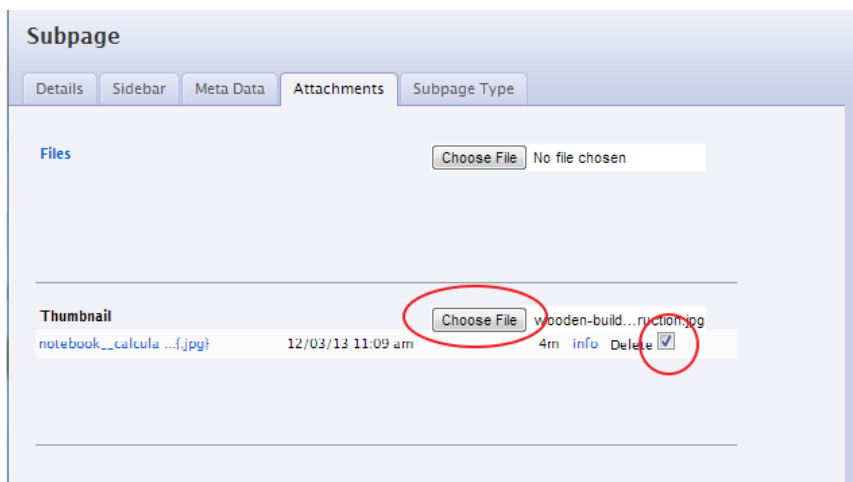 Subpage
Details Sidebar Meta Data Attachments Subpage Type
Files Choose File No file chosen
Thumbnail Choose File wooden-build...ruction.jpg
notebook__calcula ...{.jpg} 12/03/13 11:09 am 4m info Delete